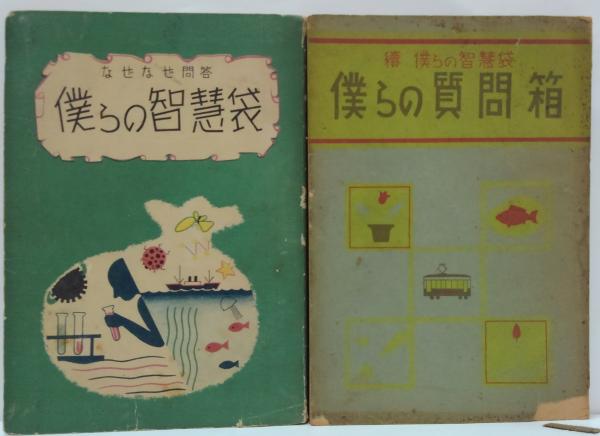 なぜなぜ問答
僕らの智慧袋
續 僕らの智慧袋
僕らの質問箱